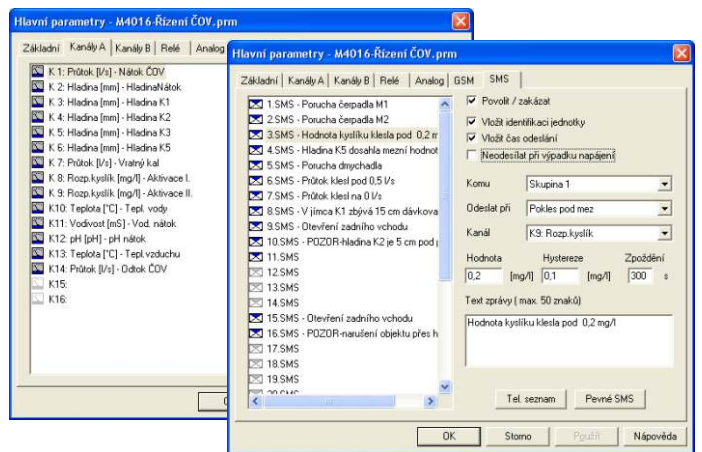 Hlavní parametry - M4016-Řízení ČOV.prm
Základní Kanály A Kanály B Relé Analog
K 1: Průtok [l/s] - Nátok ČOV
K 2: Hladina [mm] - HladinaNátok
K 3: Hladina [mm] - Hladina K1
K 4: Hladina [mm] - Hladina K2
K 5: Hladina [mm] - Hladina K3
K 6: Hladina [mm] - Hladina K5
K 7: Průtok [l/s] - Vratný kal
K 8: Rozp.kyslík [mg/l] - Aktivace I.
K 9: Rozp.kyslík [mg/l] - Aktivace II.
K10: Teplota [°C] - Tepl. vody
K11: Vodivost [mS] - Vod. nátok
K12: pH [pH] - pH nátok
K13: Teplota [°C] - Tepl.vzduchu
K14: Průtok [l/s] - Odtok ČOV
K15:
K16:
Hlavní parametry - M4016-Řízení ČOV.prm
Základní Kanály A Kanály B Relé Analog GSM SMS
1.SMS - Porucha čerpadla M1
2.SMS - Porucha čerpadla M2
3.SMS - Hodnota kyslíku klesla pod 0,2 m
4.SMS - Hladina K5 dosáhla mezní hodnot
5.SMS - Porucha dmychadla
6.SMS - Průtok klesl pod 0,5 l/s
7.SMS - Průtok klesl na 0 l/s
8.SMS - V jímca K1 zbývá 15 cm dávkova
9.SMS - Otevření zadního vchodu
10.SMS - POZOR-hladina K2 je 5 cm pod
11.SMS
12.SMS
13.SMS
14.SMS
15.SMS - Otevření zadního vchodu
16.SMS - POZOR-narušení objektu přes h
17.SMS
18.SMS
19.SMS
Povolit / zakázat
Vložit identifikaci jednotky
Vložit čas odeslání
Neodesílat při výpadku napájení
Komu Skupina 1
Odeslat při Pokles pod mez
Kanál K9: Rozp.kyslík
Hodnota Hystereze Zpoždění
0,2 [mg/l] 0,1 [mg/l] 300 s
Text zprávy ( max. 50 znaků)
Hodnota kyslíku klesla pod 0,2 mg/l
Tel. seznam Pevné SMS
OK Storno Použít Nápověda